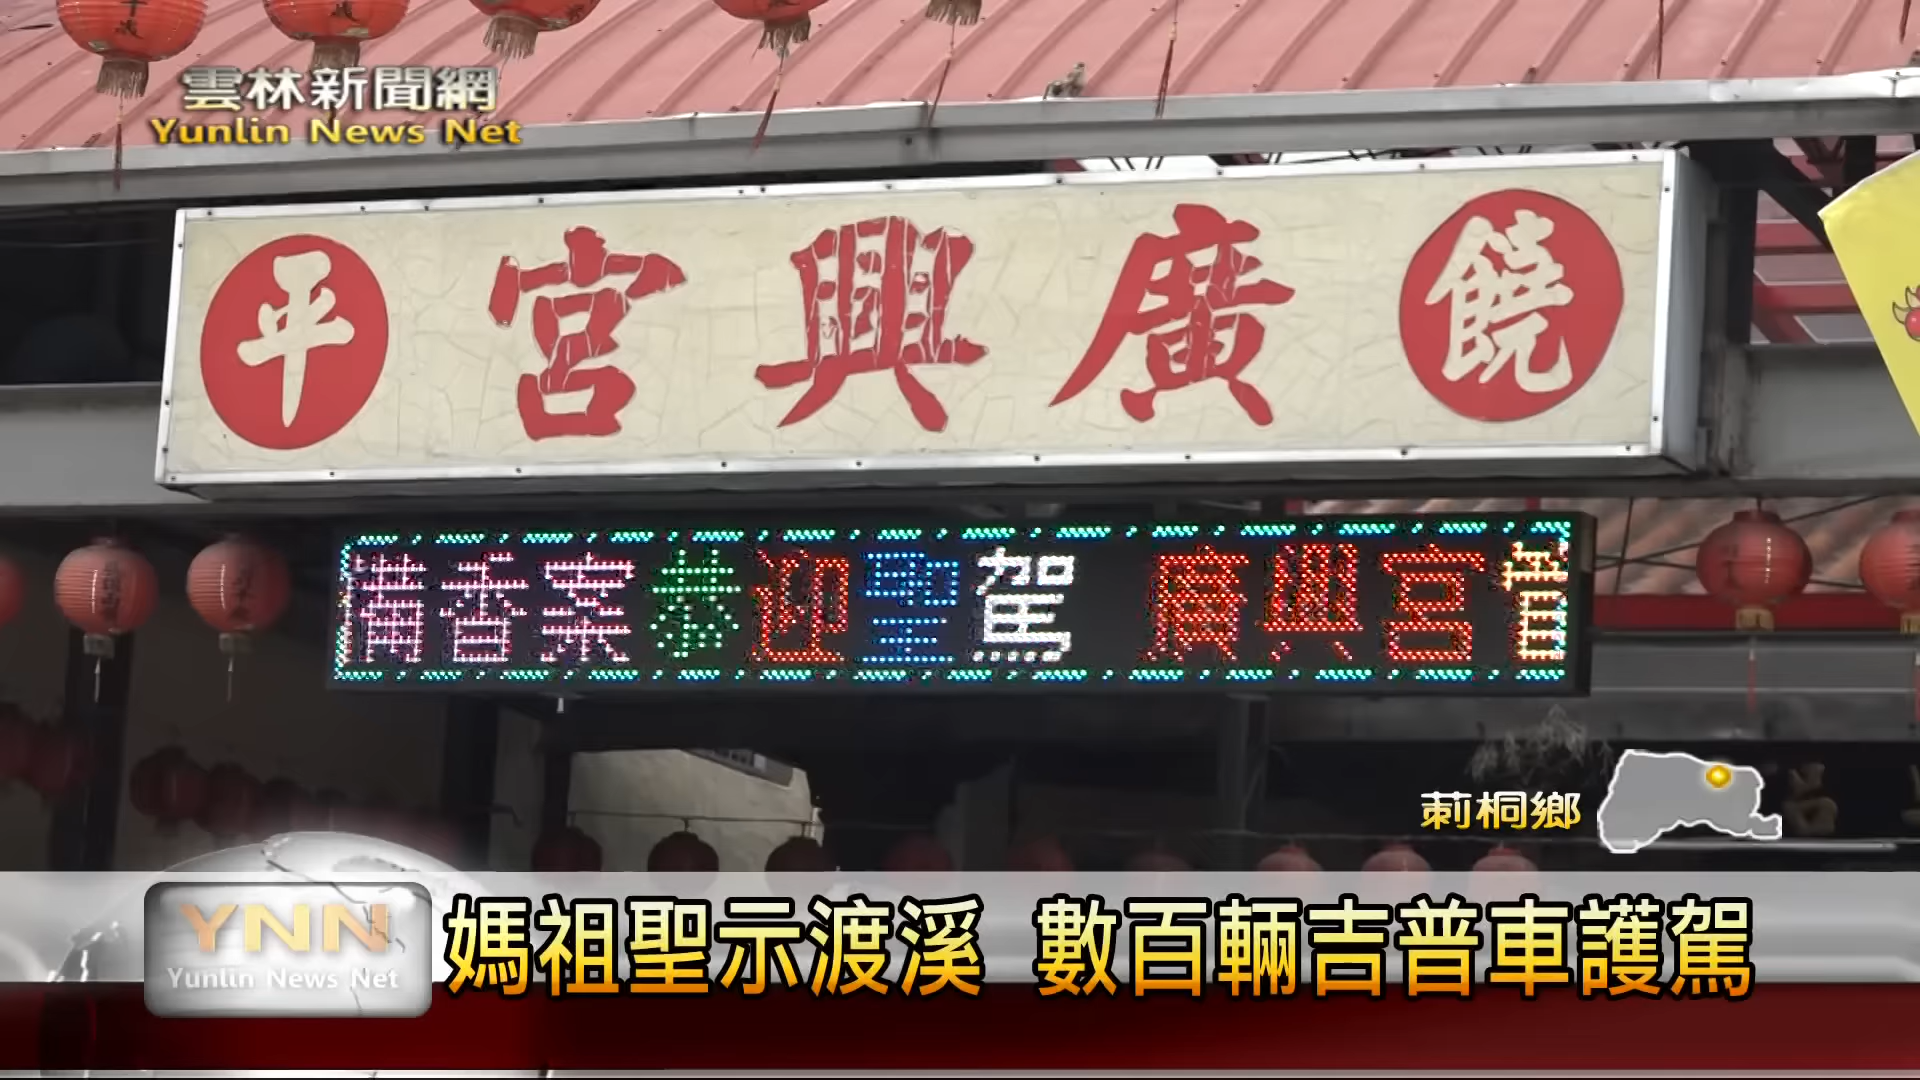 雲林新聞網
Yunlin News Net
饒 廣興宮 平
備香案恭迎聖駕 廣興宮管
莿桐鄉
YNN
Yunlin News Net
媽祖聖示渡溪 數百輛吉普車護駕